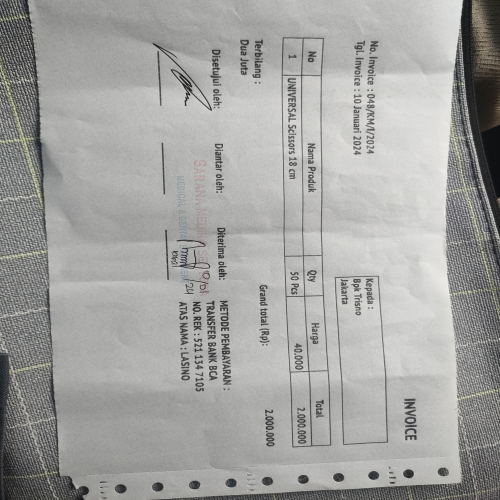 INVOICE
No. Invoice : 048/KM/I/2024
Tgl. Invoice : 10 Januari 2024
Kepada :
Bpk Trisno
Jakarta
No Nama Produk Qty Harga Total
1 UNIVERSAL Scissors 18 cm 50 Pcs 40.000 2.000.000
Grand total (Rp): 2.000.000
Terbilang :
Dua Juta
Disetujui oleh: Diantar oleh: Diterima oleh:
METODE PEMBAYARAN :
TRANSFER BANK BCA
NO. REK : 521 134 7105
ATAS NAMA : LASINO